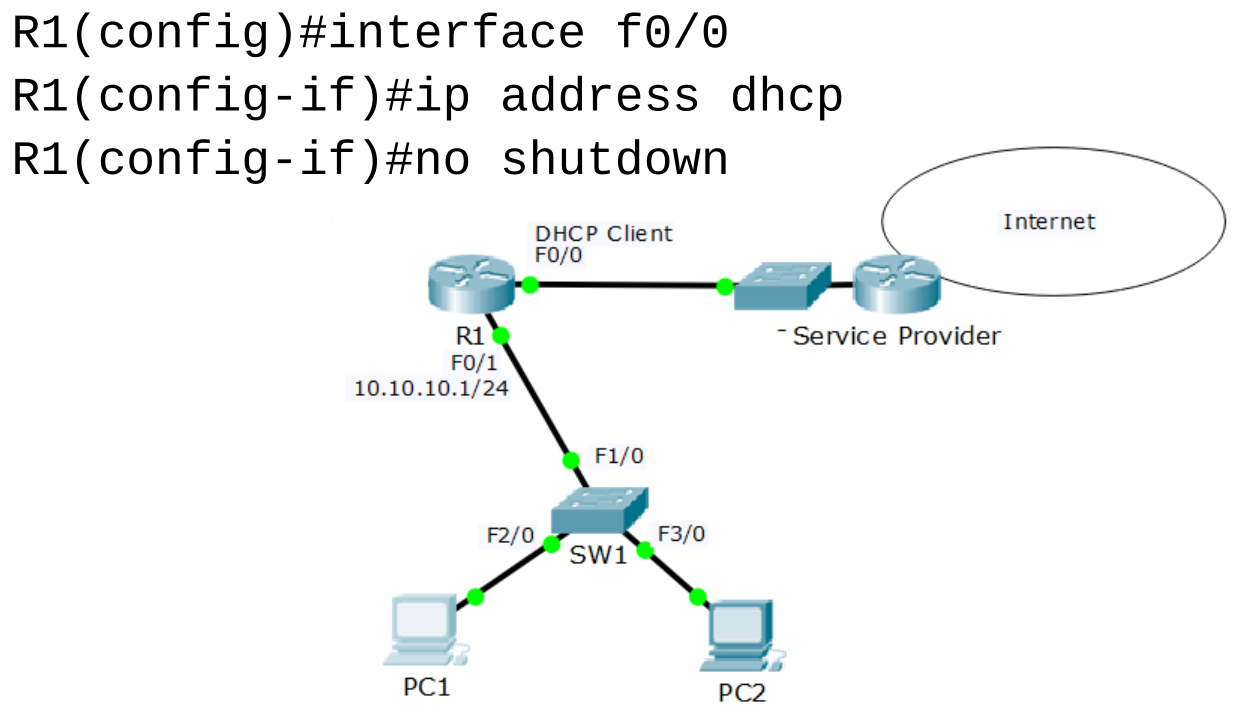 R1(config)#interface f0/0
R1(config-if)#ip address dhcp
R1(config-if)#no shutdown
Internet
DHCP Client
F0/0
R1
Service Provider
F0/1
10.10.10.1/24
F1/0
F2/0
F3/0
SW1
PC1
PC2